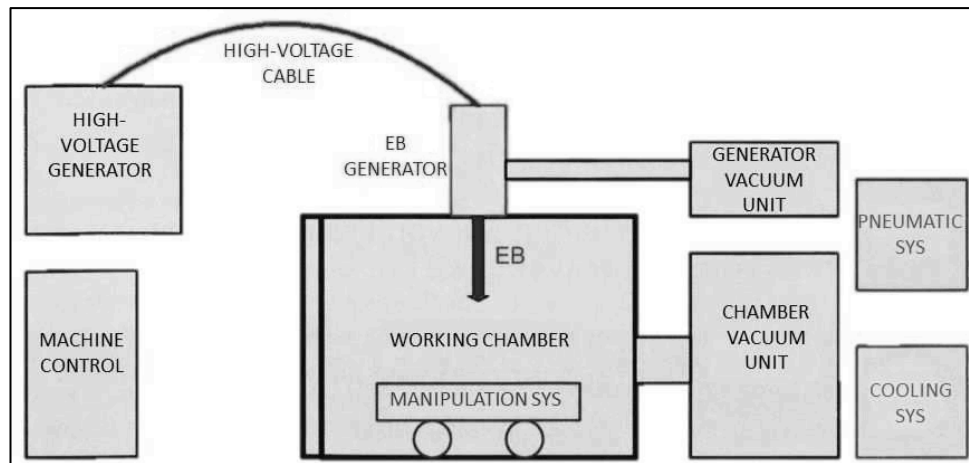 HIGH-VOLTAGE
CABLE
HIGH-
VOLTAGE
GENERATOR
EB
GENERATOR
GENERATOR
VACUUM
UNIT
PNEUMATIC
SYS
EB
MACHINE
CONTROL
WORKING CHAMBER
MANIPULATION SYS
CHAMBER
VACUUM
UNIT
COOLING
SYS